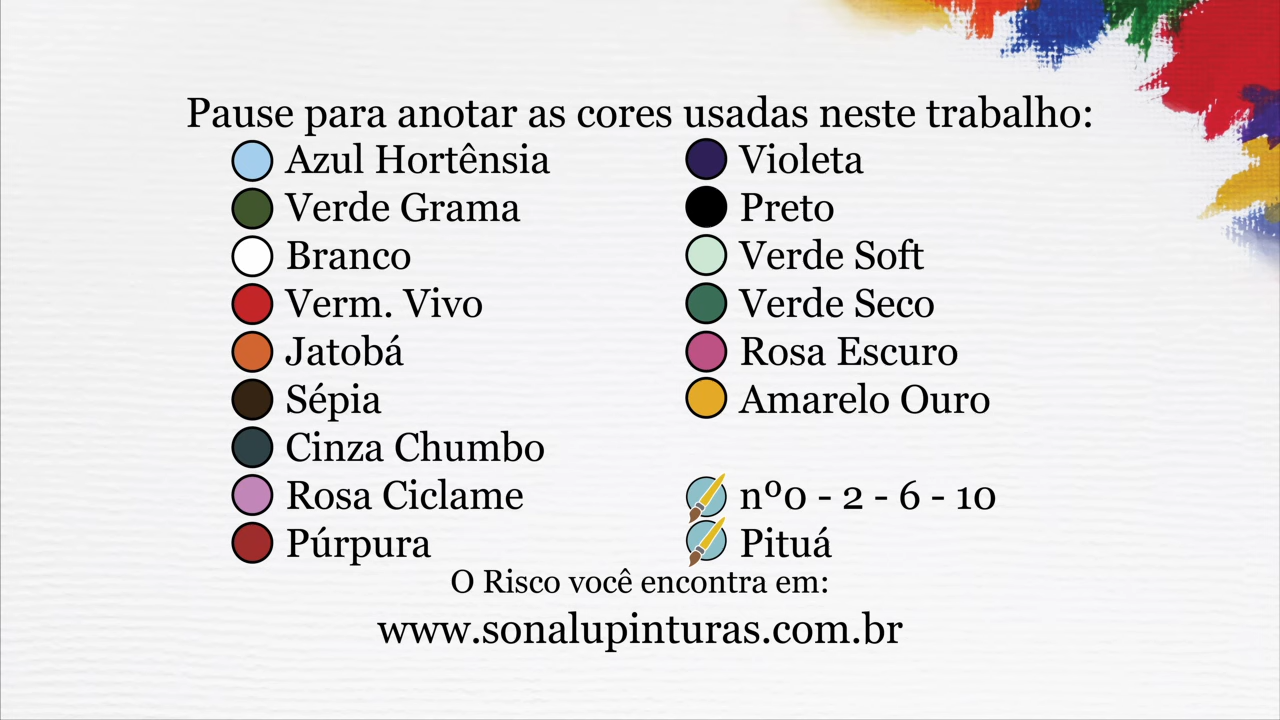 Pause para anotar as cores usadas neste trabalho:
Azul Hortênsia
Verde Grama
Branco
Verm. Vivo
Jatobá
Sépia
Cinza Chumbo
Rosa Ciclame
Púrpura
Violeta
Preto
Verde Soft
Verde Seco
Rosa Escuro
Amarelo Ouro
nº0 - 2 - 6 - 10
Pituá
O Risco você encontra em:
www.sonalupinturas.com.br